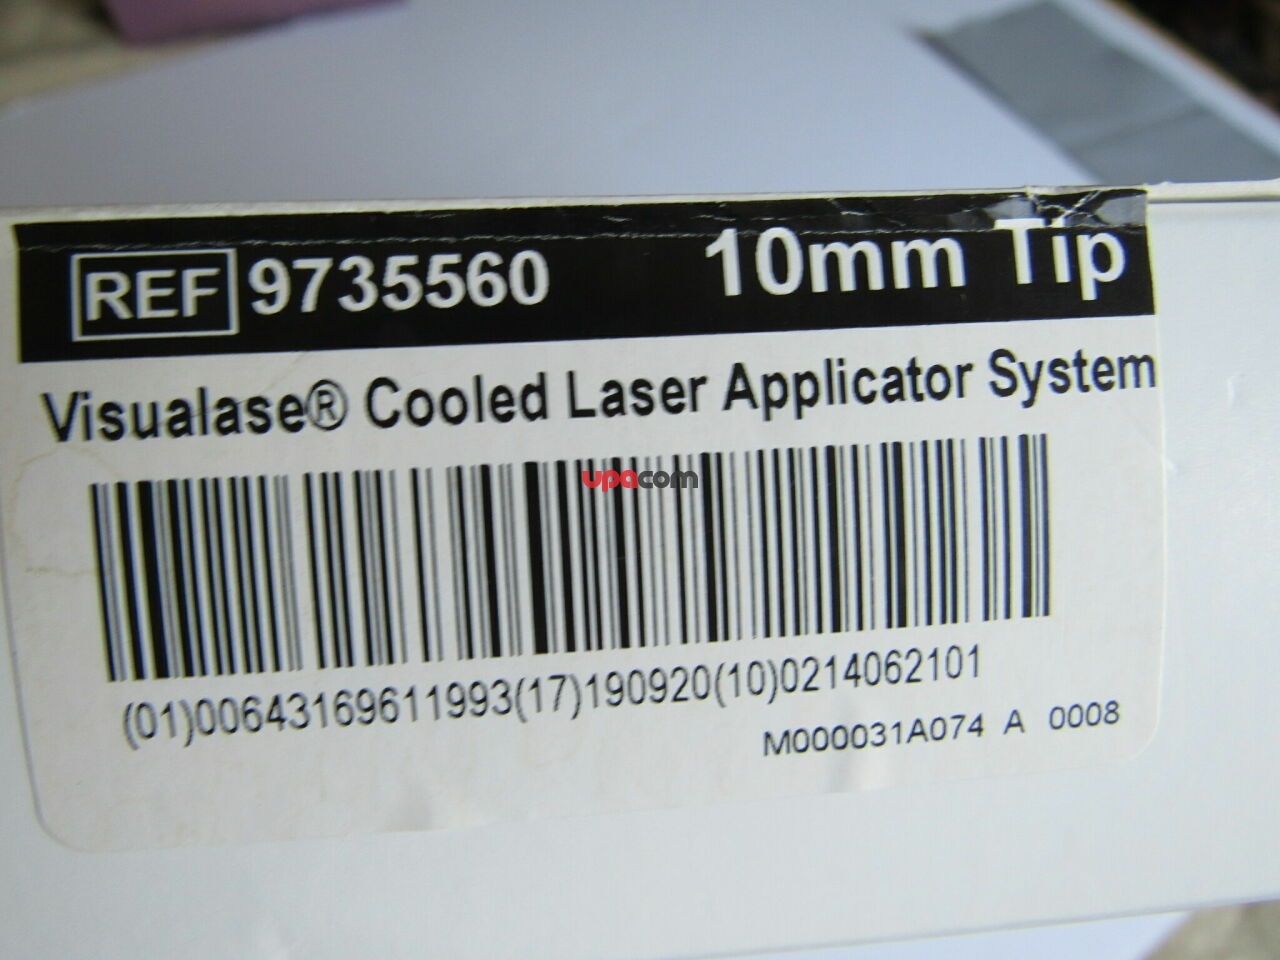 REF 9735560 10mm Tip
Visualase® Cooled Laser Applicator System
upacom
(01)00643169611993(17)190920(10)0214062101
M000031A074 A 0008